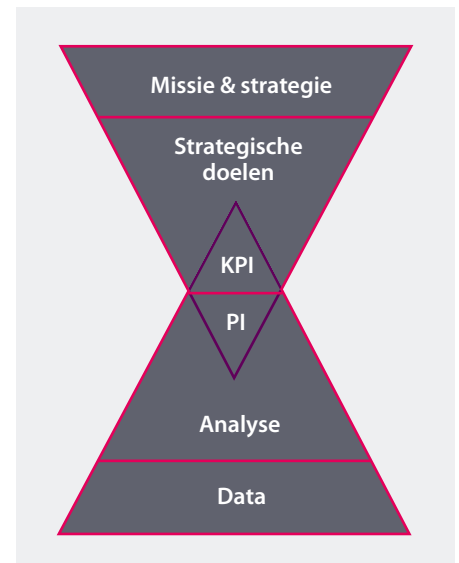 Missie & strategie
Strategische
doelen
KPI
PI
Analyse
Data